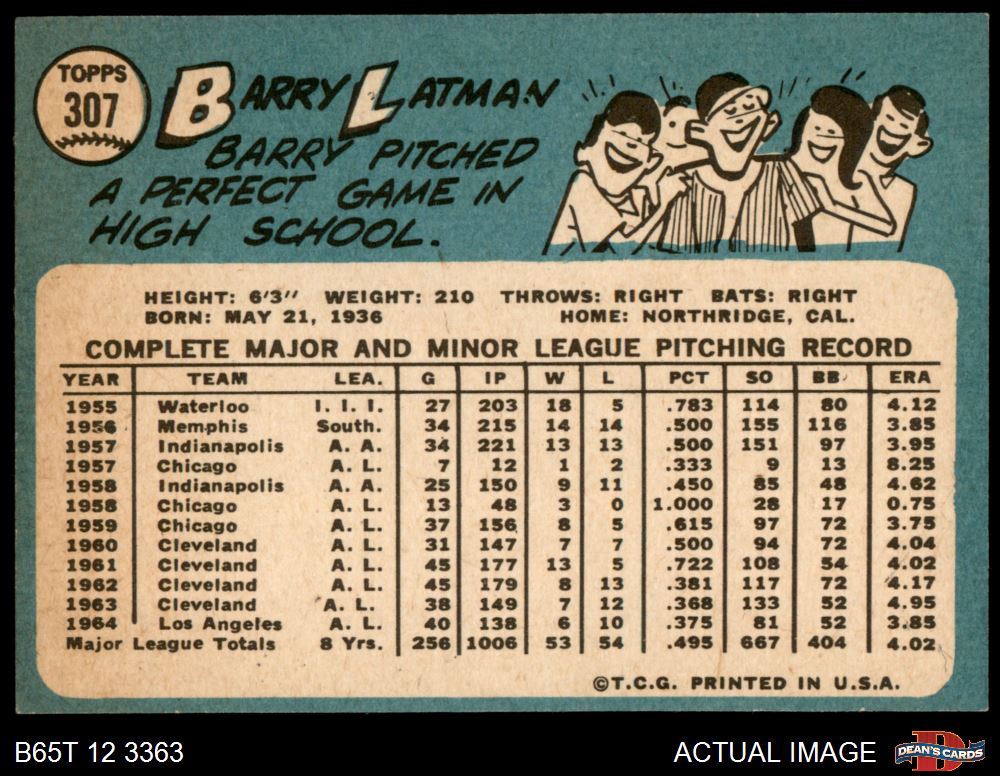 TOPPS
307
BARRY LATMAN
BARRY PITCHED
A PERFECT GAME IN
HIGH SCHOOL.
HEIGHT: 6'3" WEIGHT: 210 THROWS: RIGHT BATS: RIGHT
BORN: MAY 21, 1936 HOME: NORTHRIDGE, CAL.
COMPLETE MAJOR AND MINOR LEAGUE PITCHING RECORD
YEAR TEAM LEA. G IP W L PCT SO BB ERA
1955 Waterloo I. I. I. 27 203 18 5 .783 114 80 4.12
1956 Memphis South. 34 215 14 14 .500 155 116 3.85
1957 Indianapolis A. A. 34 221 13 13 .500 151 97 3.95
1957 Chicago A. L. 7 12 1 2 .333 9 13 8.25
1958 Indianapolis A. A. 25 150 9 11 .450 85 48 4.62
1958 Chicago A. L. 13 48 3 0 1.000 28 17 0.75
1959 Chicago A. L. 37 156 8 5 .615 97 72 3.75
1960 Cleveland A. L. 31 147 7 7 .500 94 72 4.04
1961 Cleveland A. L. 45 177 13 5 .722 108 54 4.02
1962 Cleveland A. L. 45 179 8 13 .381 117 72 4.17
1963 Cleveland A. L. 38 149 7 12 .368 133 52 4.95
1964 Los Angeles A. L. 40 138 6 10 .375 81 52 3.85
Major League Totals 8 Yrs. 256 1006 53 54 .495 667 404 4.02
©T.C.G. PRINTED IN U.S.A.
B65T 12 3363 ACTUAL IMAGE DEAN'S CARDS